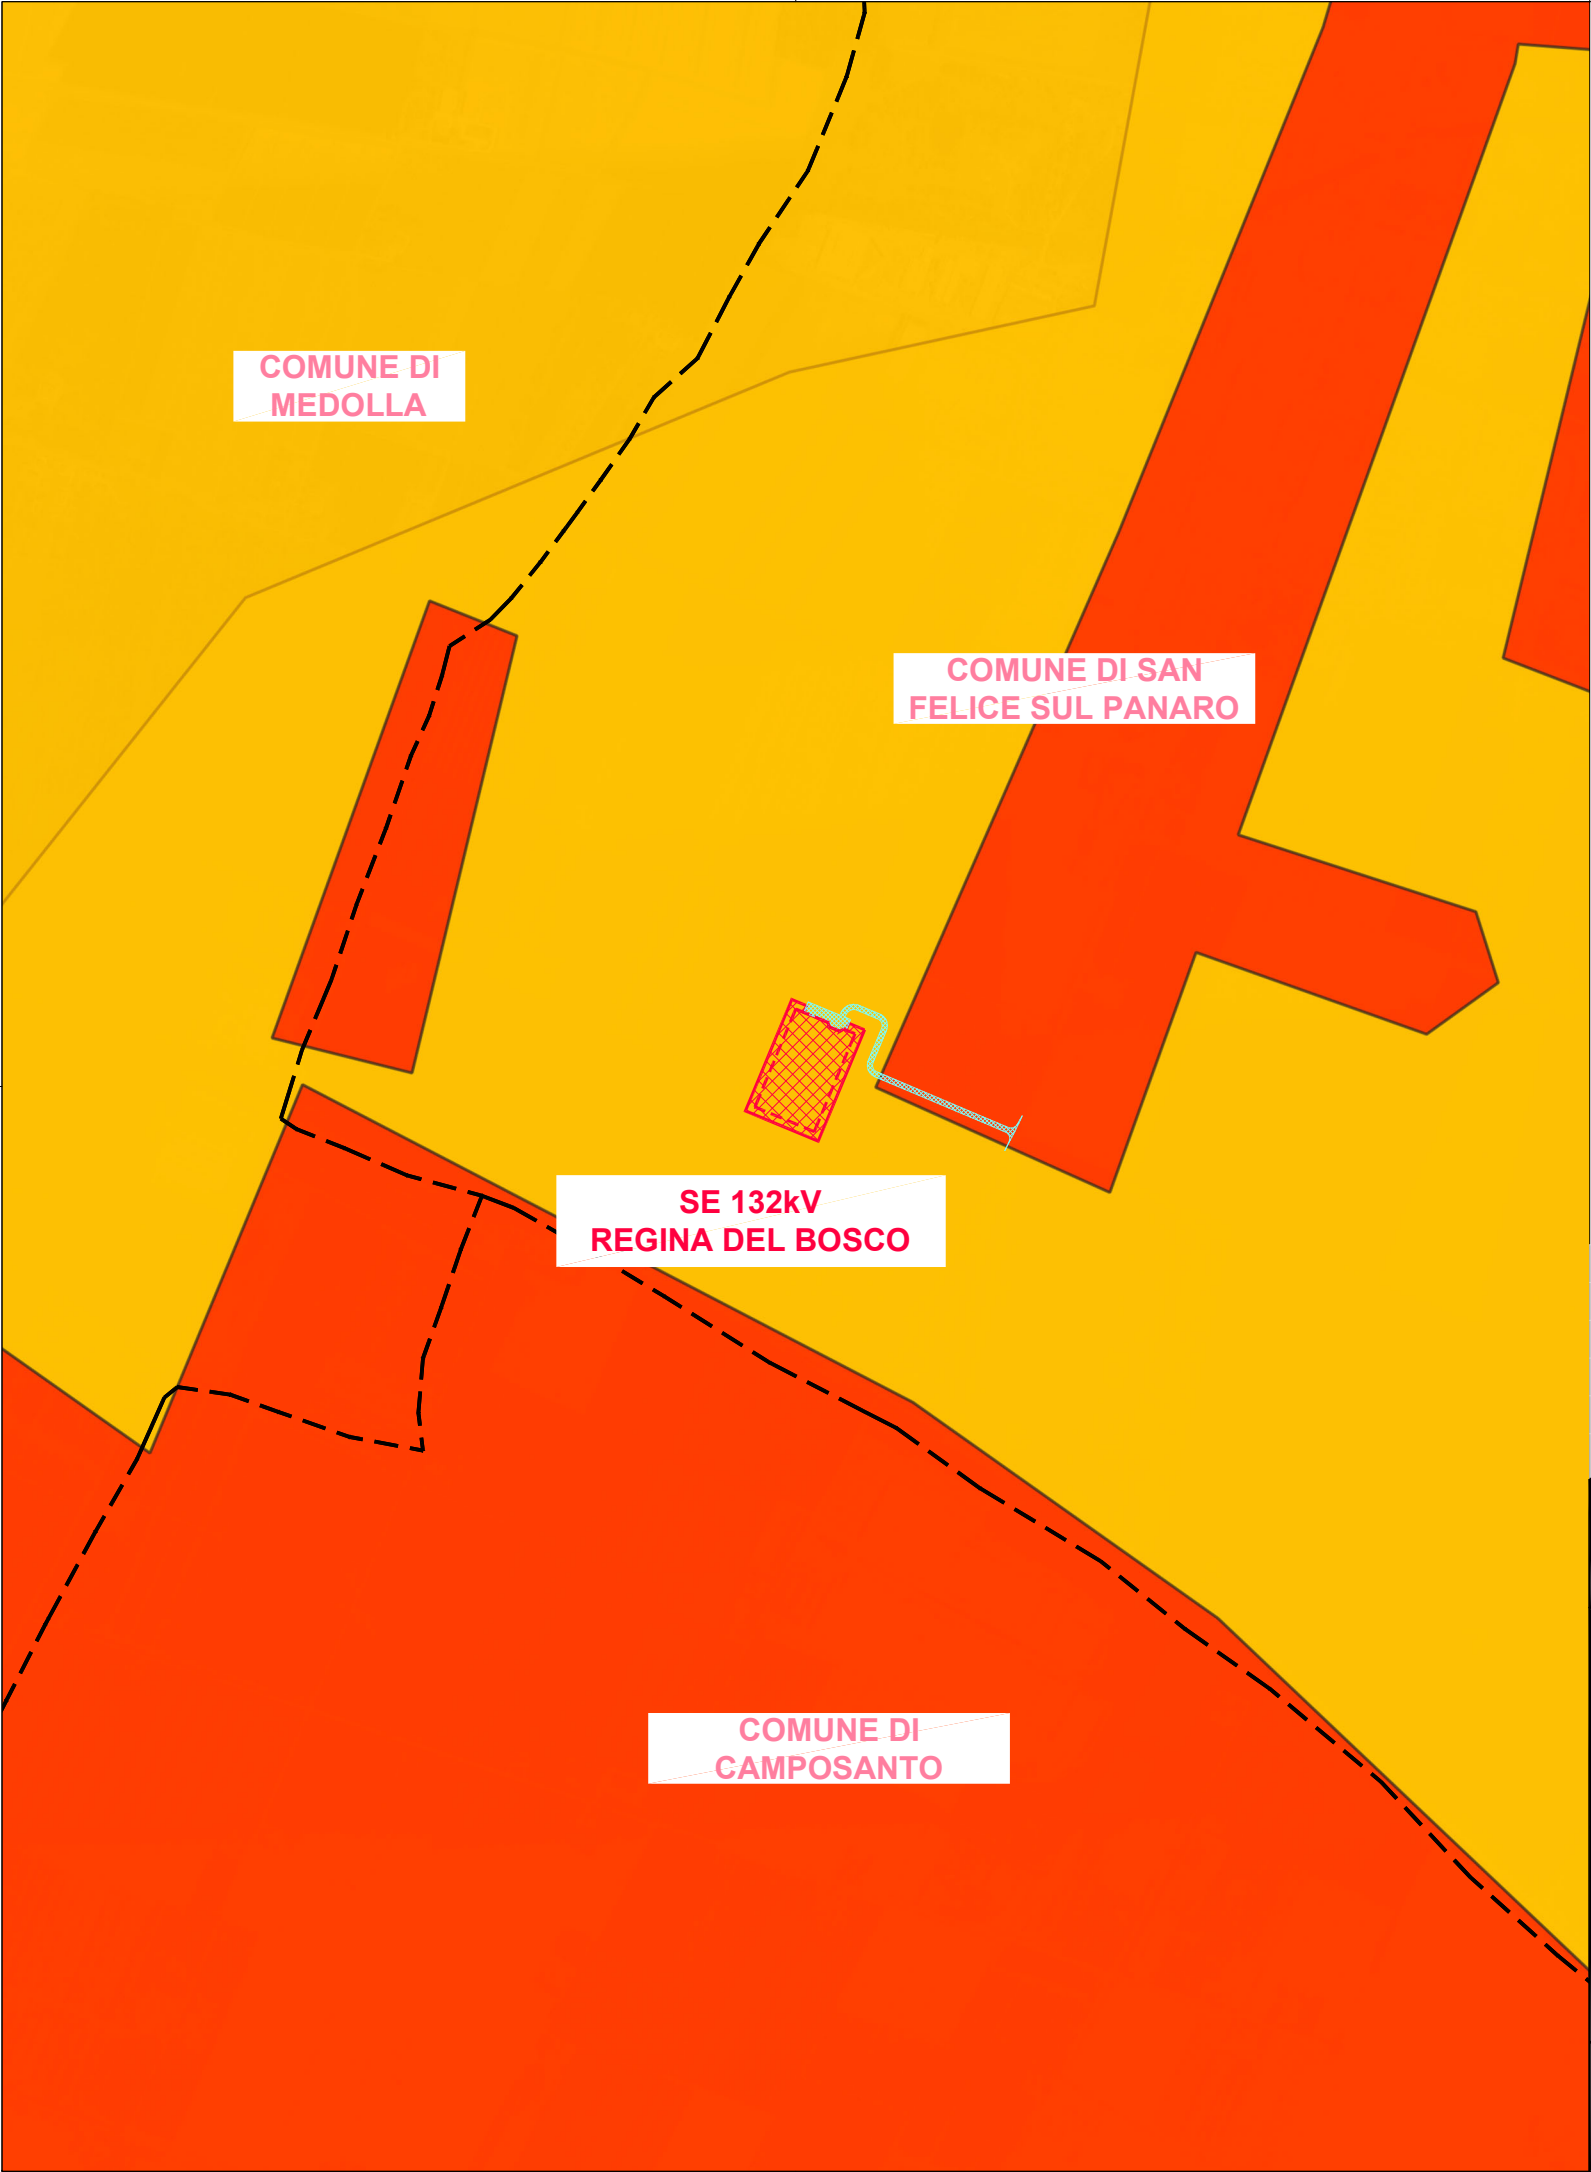 COMUNE DI
MEDOLLA
COMUNE DI SAN
FELICE SUL PANARO
SE 132kV
REGINA DEL BOSCO
COMUNE DI
CAMPOSANTO